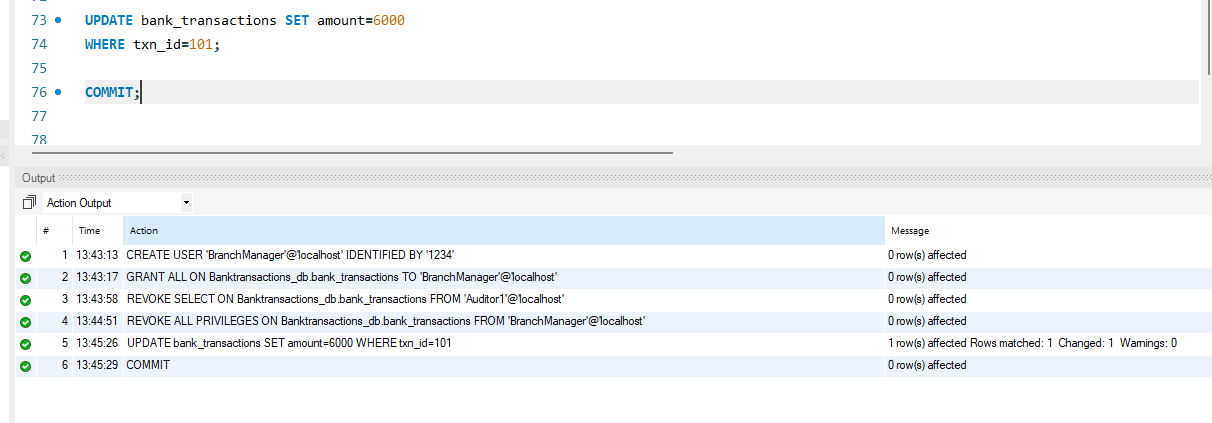 73 UPDATE bank_transactions SET amount=6000
74 WHERE txn_id=101;
75
76 COMMIT;
77
78
Output
Action Output
# Time Action Message
1 13:43:13 CREATE USER 'BranchManager'@'localhost' IDENTIFIED BY '1234' 0 row(s) affected
2 13:43:17 GRANT ALL ON Banktransactions_db.bank_transactions TO 'BranchManager'@'localhost' 0 row(s) affected
3 13:43:58 REVOKE SELECT ON Banktransactions_db.bank_transactions FROM 'Auditor1'@'localhost' 0 row(s) affected
4 13:44:51 REVOKE ALL PRIVILEGES ON Banktransactions_db.bank_transactions FROM 'BranchManager'@'localhost' 0 row(s) affected
5 13:45:26 UPDATE bank_transactions SET amount=6000 WHERE txn_id=101 1 row(s) affected Rows matched: 1 Changed: 1 Warnings: 0
6 13:45:29 COMMIT 0 row(s) affected